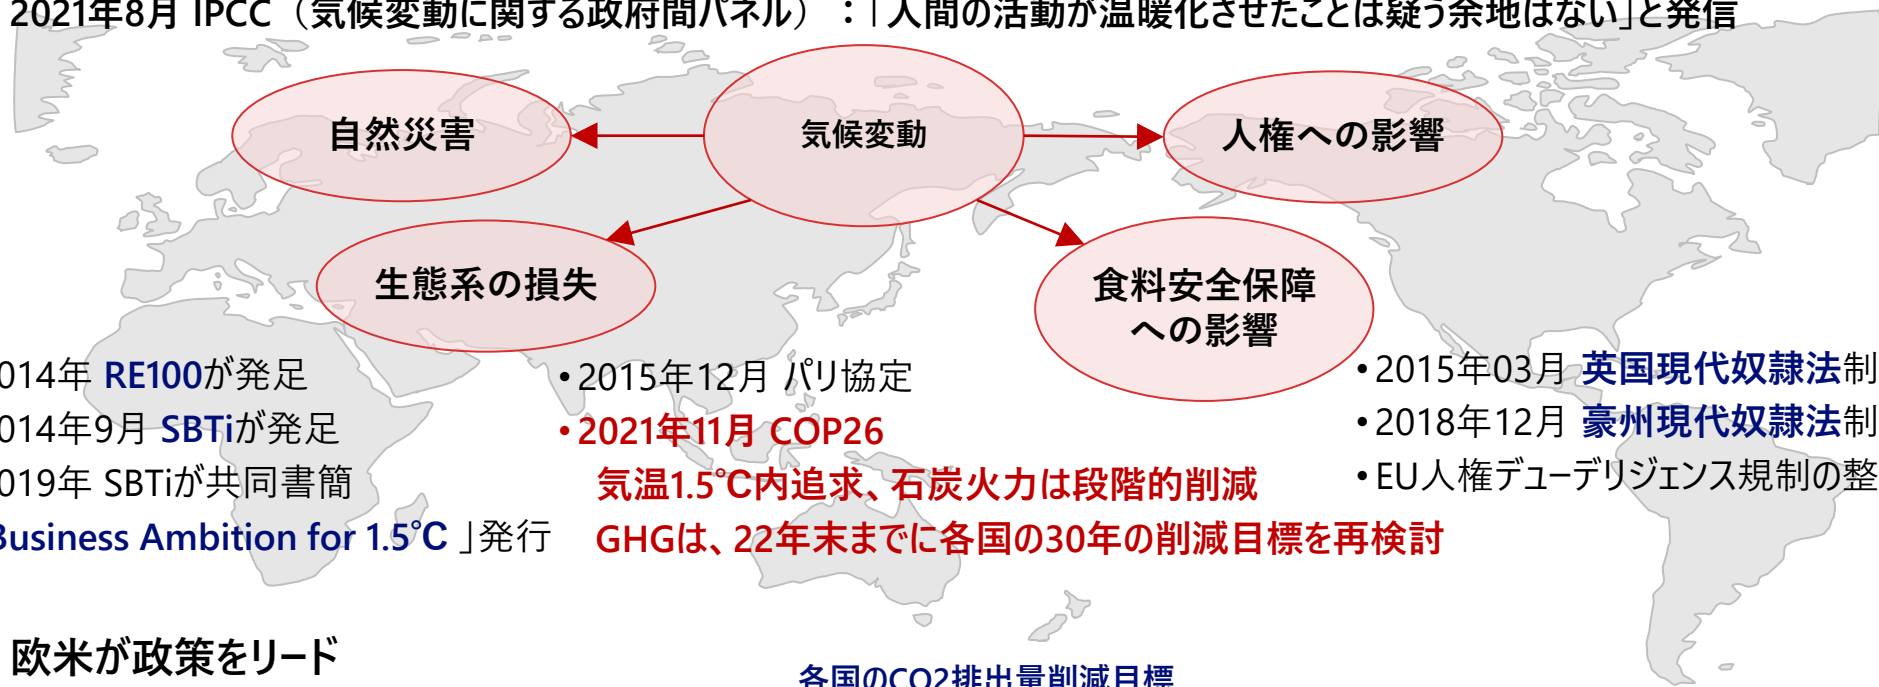 2021年8月 IPCC（気候変動に関する政府間パネル）：「人間の活動が温暖化させたことは疑う余地はない」と発信
自然災害
気候変動
人権への影響
生態系の損失
食料安全保障
への影響
014年 RE100が発足
014年9月 SBTiが発足
019年 SBTiが共同書簡
Business Ambition for 1.5℃ 」発行
• 2015年12月 パリ協定
• 2021年11月 COP26
気温1.5℃内追求、石炭火力は段階的削減
GHGは、22年末までに各国の30年の削減目標を再検討
• 2015年03月 英国現代奴隷法制
• 2018年12月 豪州現代奴隷法制
• EU人権デューデリジェンス規制の整
欧米が政策をリード
各国のCO2排出量削減目標